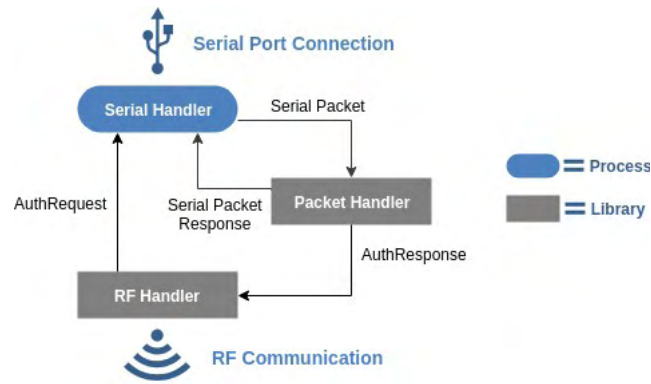 Serial Port Connection
Serial Handler
Serial Packet
AuthRequest
Serial Packet
Response
Packet Handler
AuthResponse
RF Handler
RF Communication
Process
Library